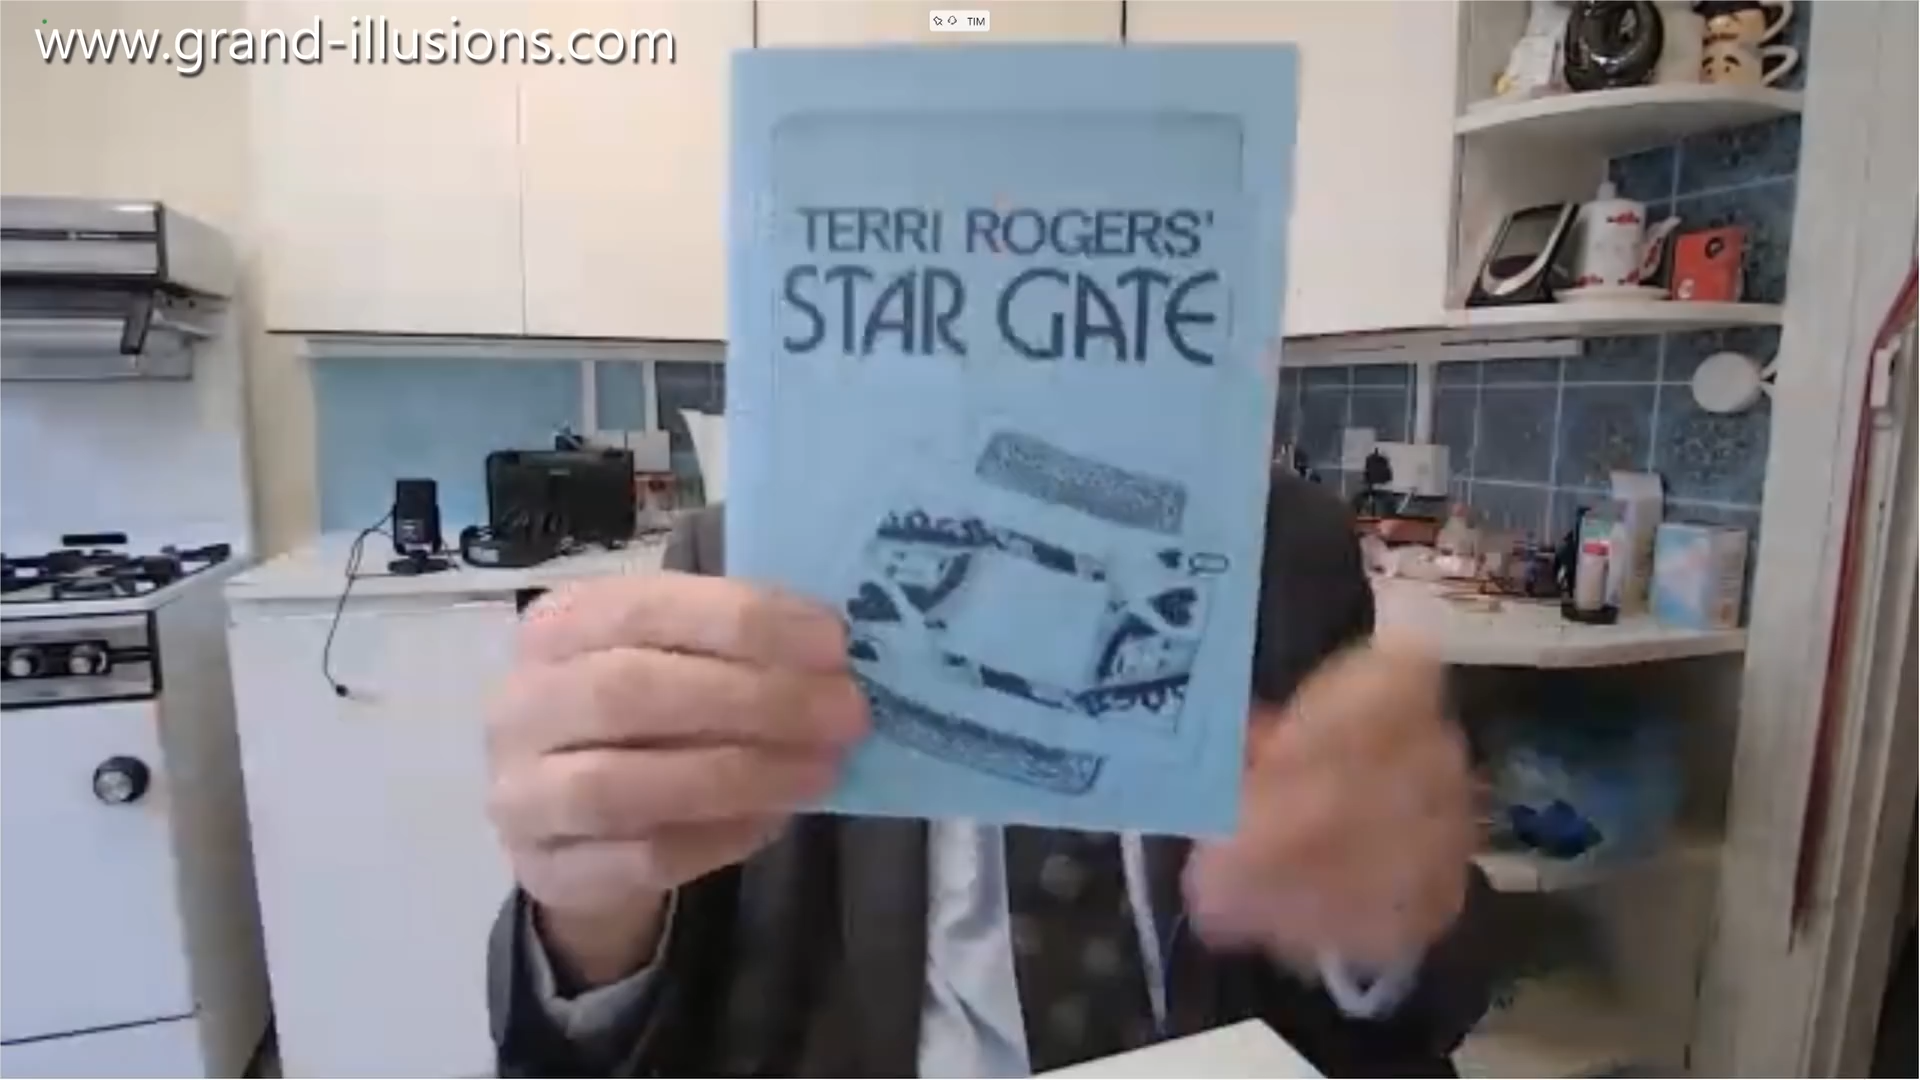 www.grand-illusions.com
TIM
TERRI ROGERS'
STAR GATE
Q